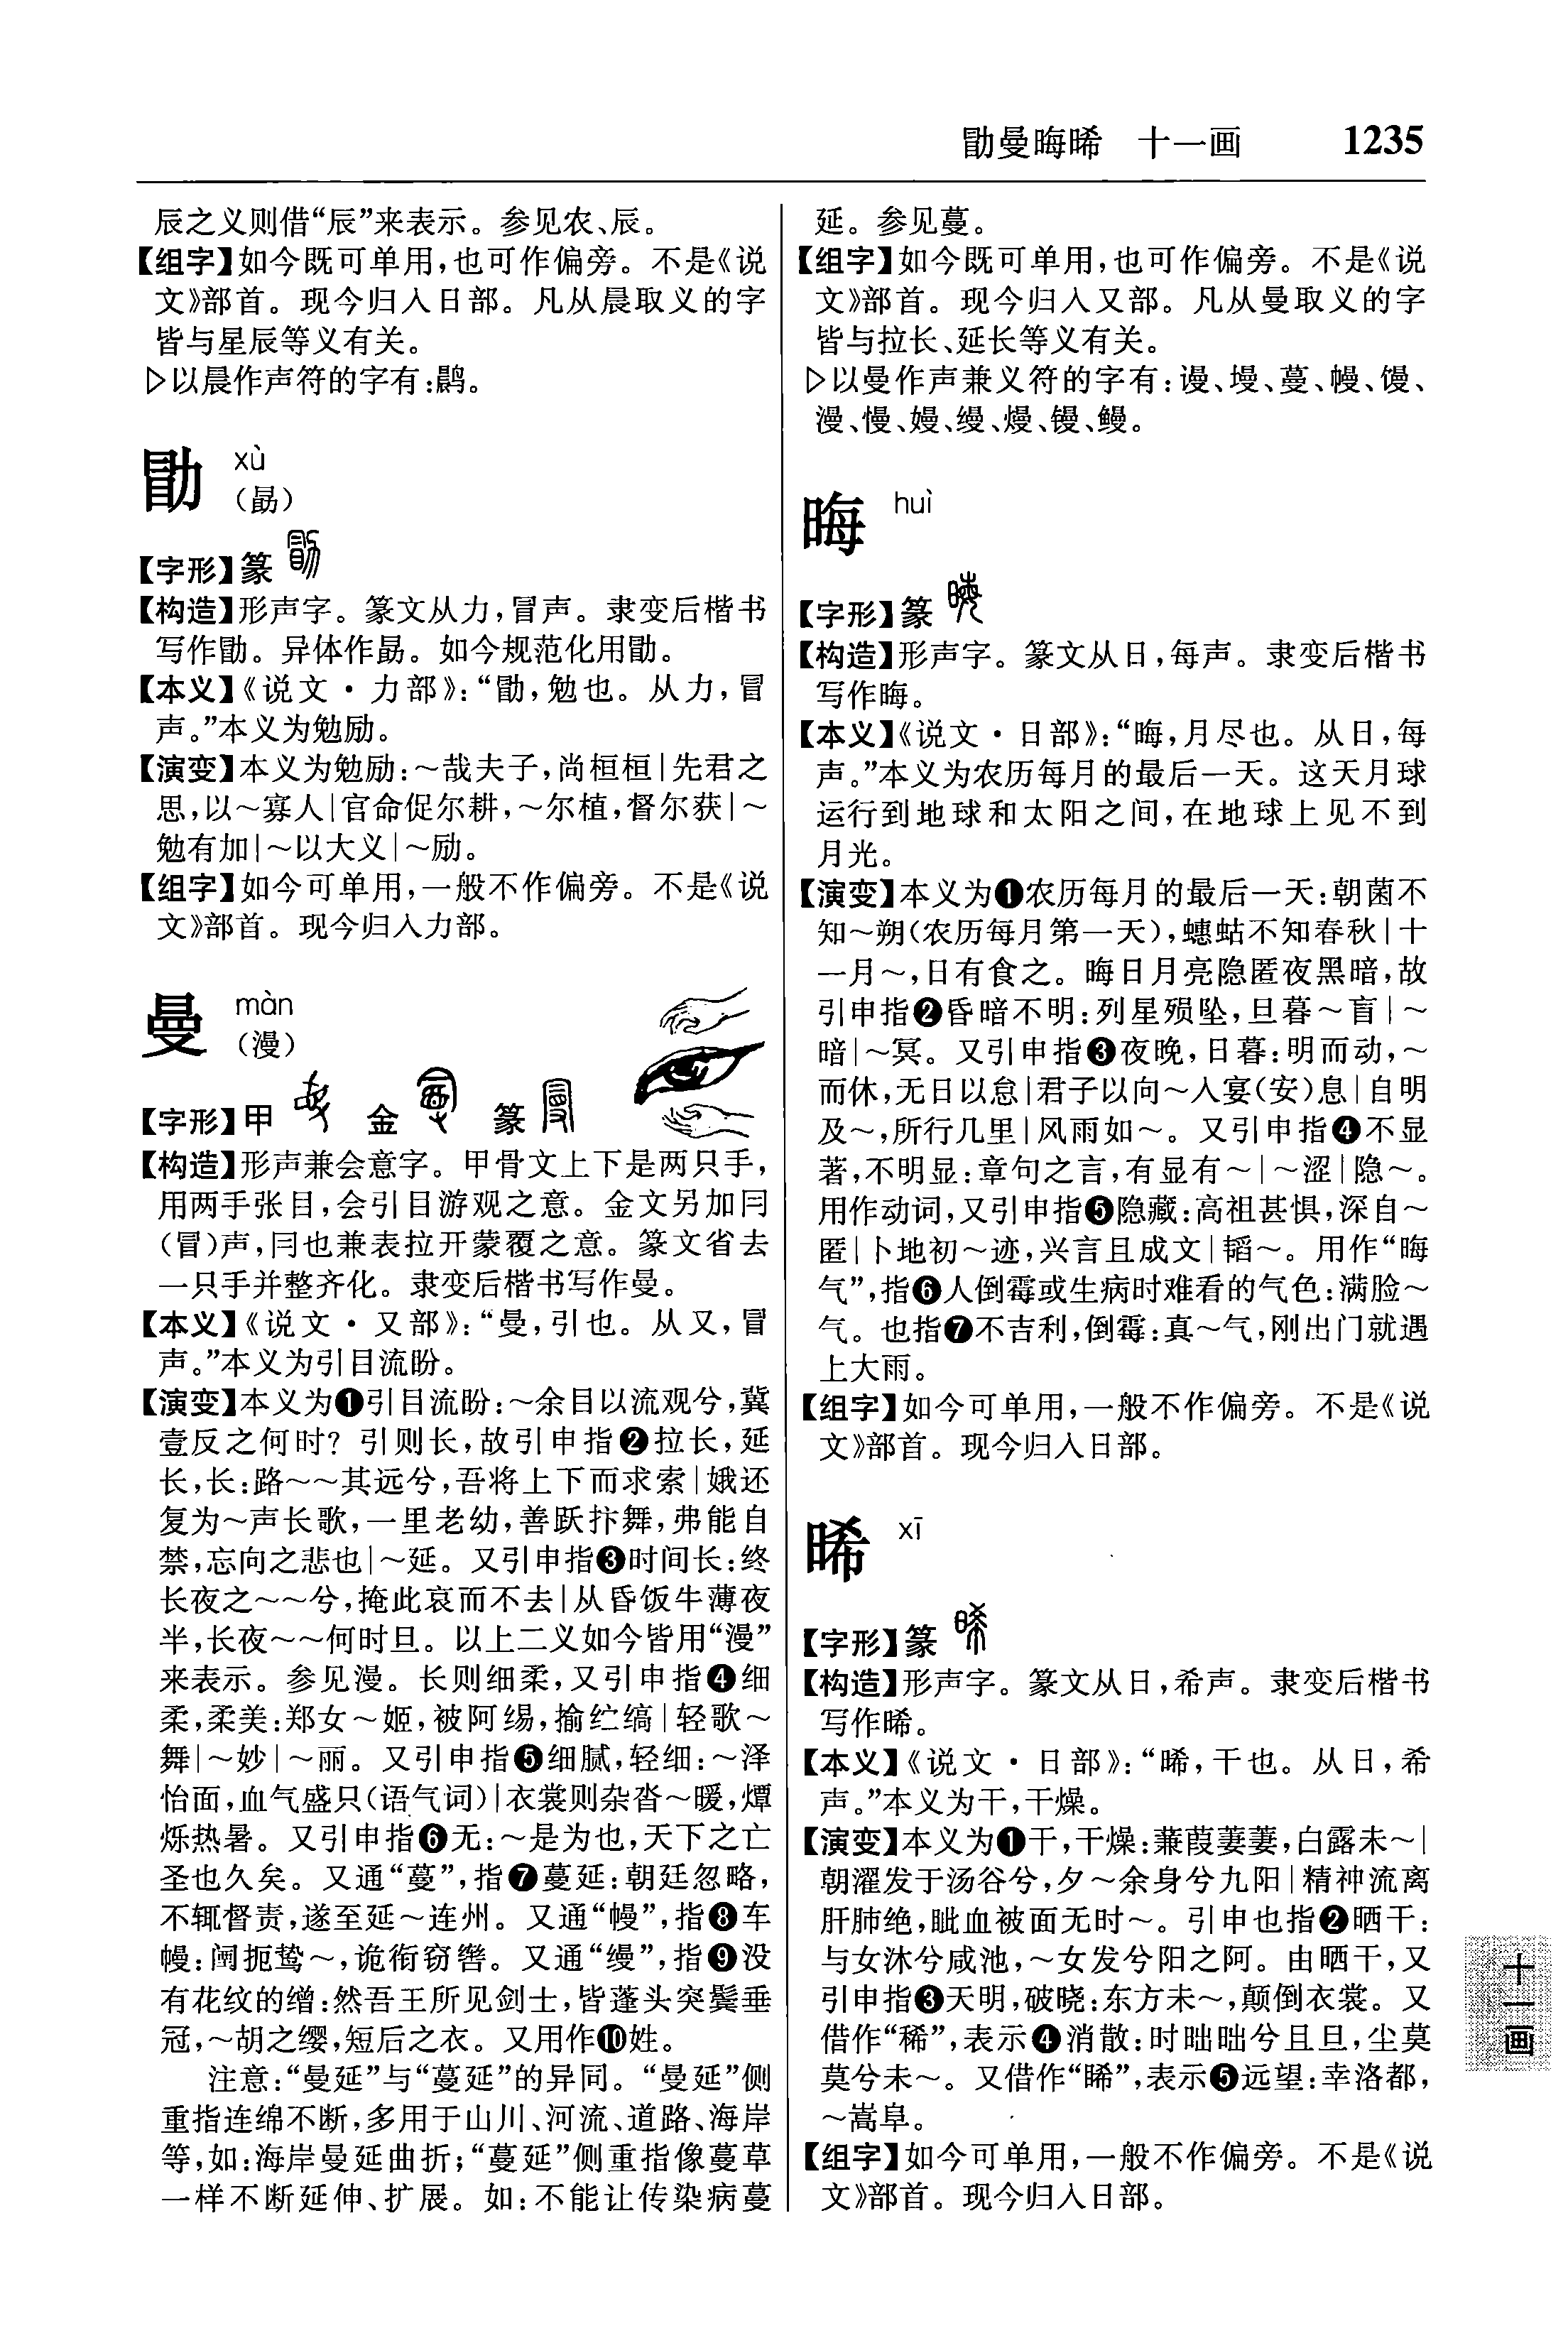 勖曼晦晞　十一画　1235
辰之义则借“辰”来表示。参见农、辰。
【组字】如今既可单用,也可作偏旁。不是《说
文》部首。现今归入日部。凡从晨取义的字
皆与星辰等义有关。
▷以晨作声符的字有:鷐。
勖 xù
（勗）
【字形】篆
【构造】形声字。篆文从力,冒声。隶变后楷书
写作勖。异体作勗。如今规范化用勖。
【本义】《说文·力部》:“勖,勉也。从力,冒
声。”本义为勉励。
【演变】本义为勉励:～哉夫子,尚桓桓|先君之
思,以～寡人|官命促尔耕,～尔植,督尔获|～
勉有加|～以大义|～励。
【组字】如今可单用,一般不作偏旁。不是《说
文》部首。现今归入力部。
曼 màn
（漫）
【字形】甲　金　篆
【构造】形声兼会意字。甲骨文上下是两只手,
用两手张目,会引目游观之意。金文另加冃
（冒）声,冃也兼表拉开蒙覆之意。篆文省去
一只手并整齐化。隶变后楷书写作曼。
【本义】《说文·又部》:“曼,引也。从又,冒
声。”本义为引目流盼。
【演变】本义为❶引目流盼:～余目以流观兮,冀
壹反之何时? 引则长,故引申指❷拉长,延
长,长:路～～其远兮,吾将上下而求索|娥还
复为～声长歌,一里老幼,善跃抃舞,弗能自
禁,忘向之悲也|～延。又引申指❸时间长:终
长夜之～～兮,掩此哀而不去|从昏饭牛薄夜
半,长夜～～何时旦。以上二义如今皆用“漫”
来表示。参见漫。长则细柔,又引申指❹细
柔,柔美:郑女～姬,被阿緆,揄纻缟|轻歌～
舞|～妙|～丽。又引申指❺细腻,轻细:～泽
怡面,血气盛只(语气词)|衣裳则杂沓～暖,燂
烁热暑。又引申指❻无:～是为也,天下之亡
圣也久矣。又通“蔓”,指❼蔓延:朝廷忽略,
不辄督责,遂至延～连州。又通“幔”,指❽车
幔:闉扼鸷～,诡衔窃辔。又通“缦”,指❾没
有花纹的缯:然吾王所见剑士,皆蓬头突鬓垂
冠,～胡之缨,短后之衣。又用作❿姓。
注意:“曼延”与“蔓延”的异同。“曼延”侧
重指连绵不断,多用于山川、河流、道路、海岸
等,如:海岸曼延曲折;“蔓延”侧重指像蔓草
一样不断延伸、扩展。如:不能让传染病蔓
延。参见蔓。
【组字】如今既可单用,也可作偏旁。不是《说
文》部首。现今归入又部。凡从曼取义的字
皆与拉长、延长等义有关。
▷以曼作声兼义符的字有:谩、墁、蔓、幔、馒、
漫、慢、嫚、缦、熳、镘、鳗。
晦 huì
【字形】篆
【构造】形声字。篆文从日,每声。隶变后楷书
写作晦。
【本义】《说文·日部》:“晦,月尽也。从日,每
声。”本义为农历每月的最后一天。这天月球
运行到地球和太阳之间,在地球上见不到
月光。
【演变】本义为❶农历每月的最后一天:朝菌不
知～朔(农历每月第一天),蟪蛄不知春秋|十
一月～,日有食之。晦日月亮隐匿夜黑暗,故
引申指❷昏暗不明:列星殒坠,旦暮～盲|～
暗|～冥。又引申指❸夜晚,日暮:明而动,～
而休,无日以怠|君子以向～入宴(安)息|自明
及～,所行几里|风雨如～。又引申指❹不显
著,不明显:章句之言,有显有～|～涩|隐～。
用作动词,又引申指❺隐藏:高祖甚惧,深自～
匿|卜地初～迹,兴言且成文|韬～。用作“晦
气”,指❻人倒霉或生病时难看的气色:满脸～
气。也指❼不吉利,倒霉:真～气,刚出门就遇
上大雨。
【组字】如今可单用,一般不作偏旁。不是《说
文》部首。现今归入日部。
晞 xī
【字形】篆
【构造】形声字。篆文从日,希声。隶变后楷书
写作晞。
【本义】《说文·日部》:“晞,干也。从日,希
声。”本义为干,干燥。
【演变】本义为❶干,干燥:蒹葭萋萋,白露未～|
朝濯发于汤谷兮,夕～余身兮九阳|精神流离
肝肺绝,眦血被面无时～。引申也指❷晒干:
与女沐兮咸池,～女发兮阳之阿。由晒干,又
引申指❸天明,破晓:东方未～,颠倒衣裳。又
借作“稀”,表示❹消散:时昢昢兮且旦,尘莫
莫兮未～。又借作“睎”,表示❺远望:幸洛都,
～嵩阜。
【组字】如今可单用,一般不作偏旁。不是《说
文》部首。现今归入日部。
十一画